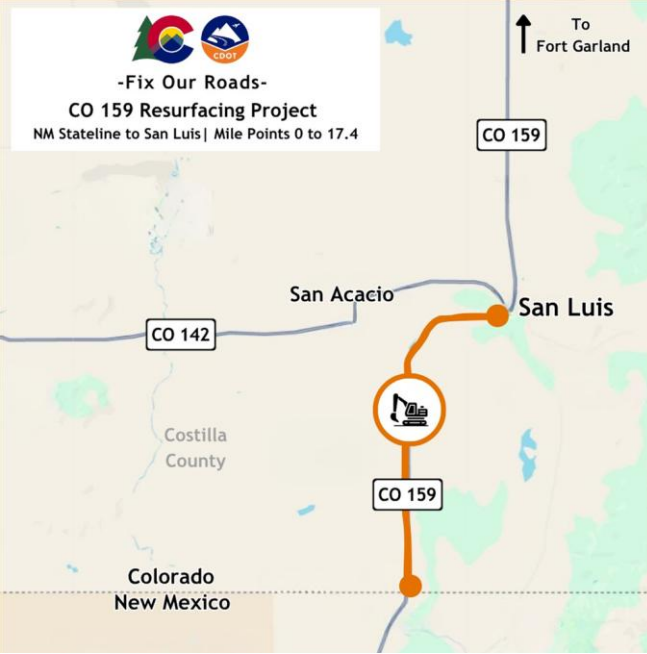 CDOT
-Fix Our Roads-
CO 159 Resurfacing Project
NM Stateline to San Luis| Mile Points 0 to 17.4
To
Fort Garland
CO 159
San Acacio
San Luis
CO 142
Costilla
County
CO 159
Colorado
New Mexico